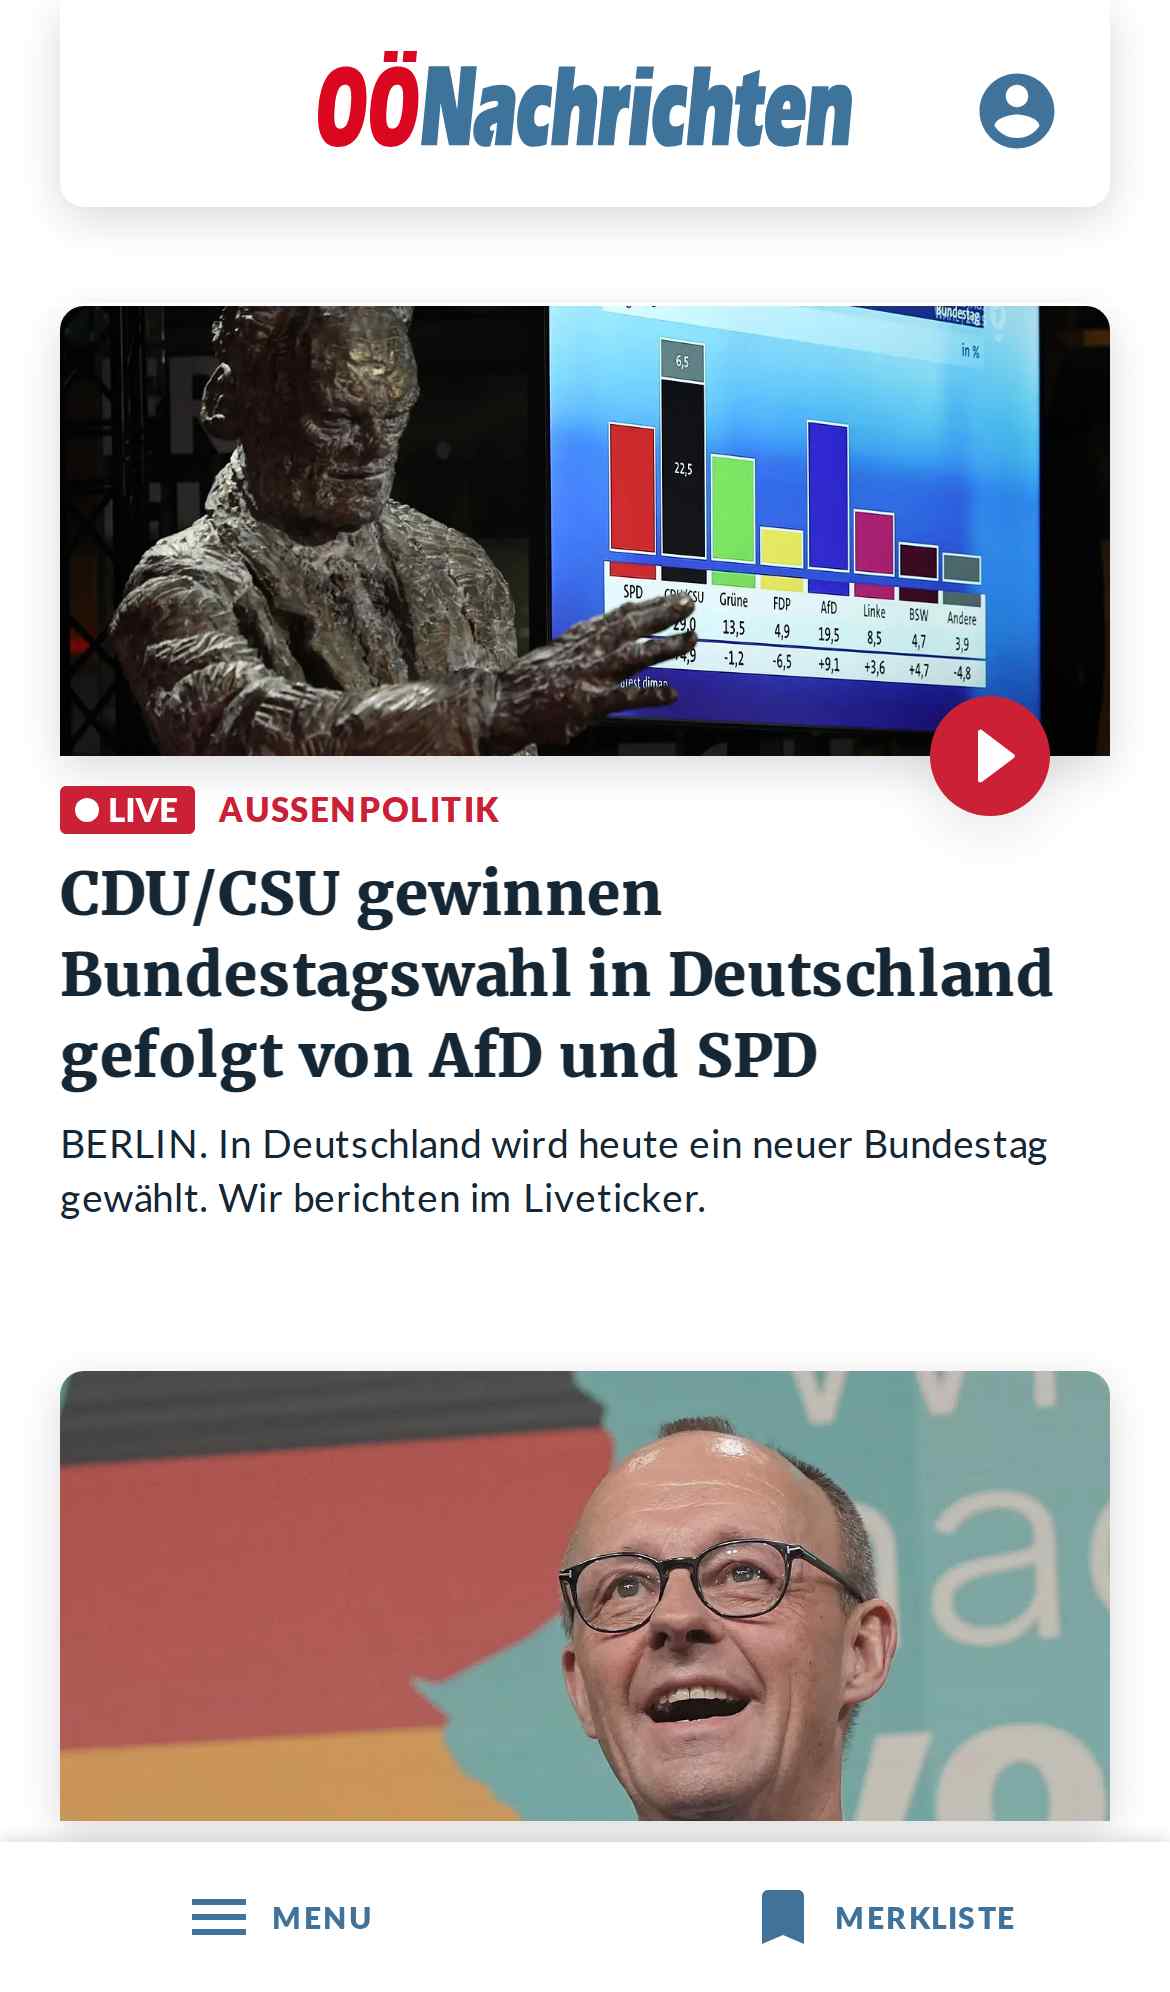 OÖNachrichten
Bundestag
in %
6,5
22,5
SPD CDU/CSU Grüne FDP AfD Linke BSW Andere
29,0 13,5 4,9 19,5 8,5 4,7 3,9
4,9 -1,2 -6,5 +9,1 +3,6 +4,7 -4,8
LIVE AUSSENPOLITIK
CDU/CSU gewinnen
Bundestagswahl in Deutschland
gefolgt von AfD und SPD
BERLIN. In Deutschland wird heute ein neuer Bundestag
gewählt. Wir berichten im Liveticker.
MENU MERKLISTE